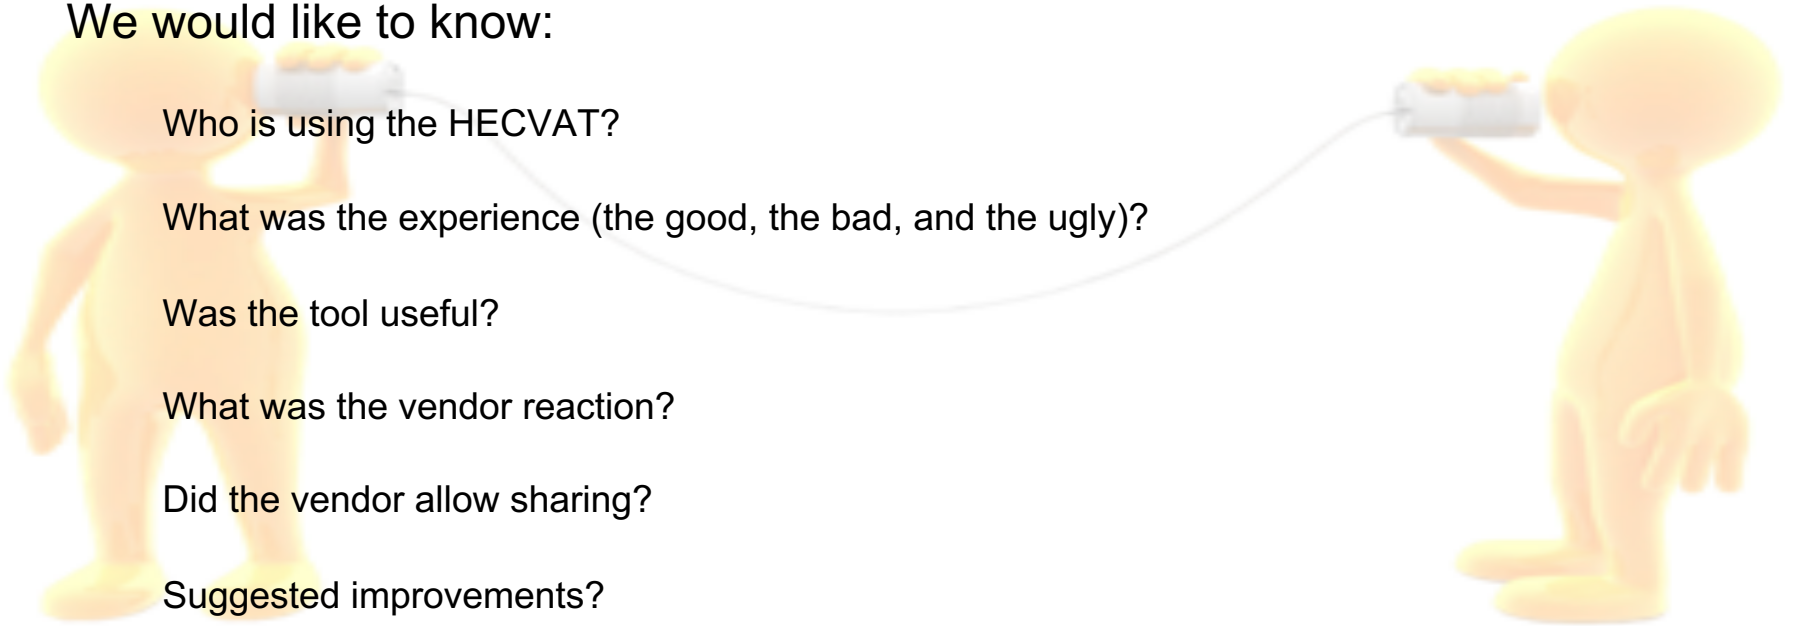 We would like to know:
Who is using the HECVAT?
What was the experience (the good, the bad, and the ugly)?
Was the tool useful?
What was the vendor reaction?
Did the vendor allow sharing?
Suggested improvements?